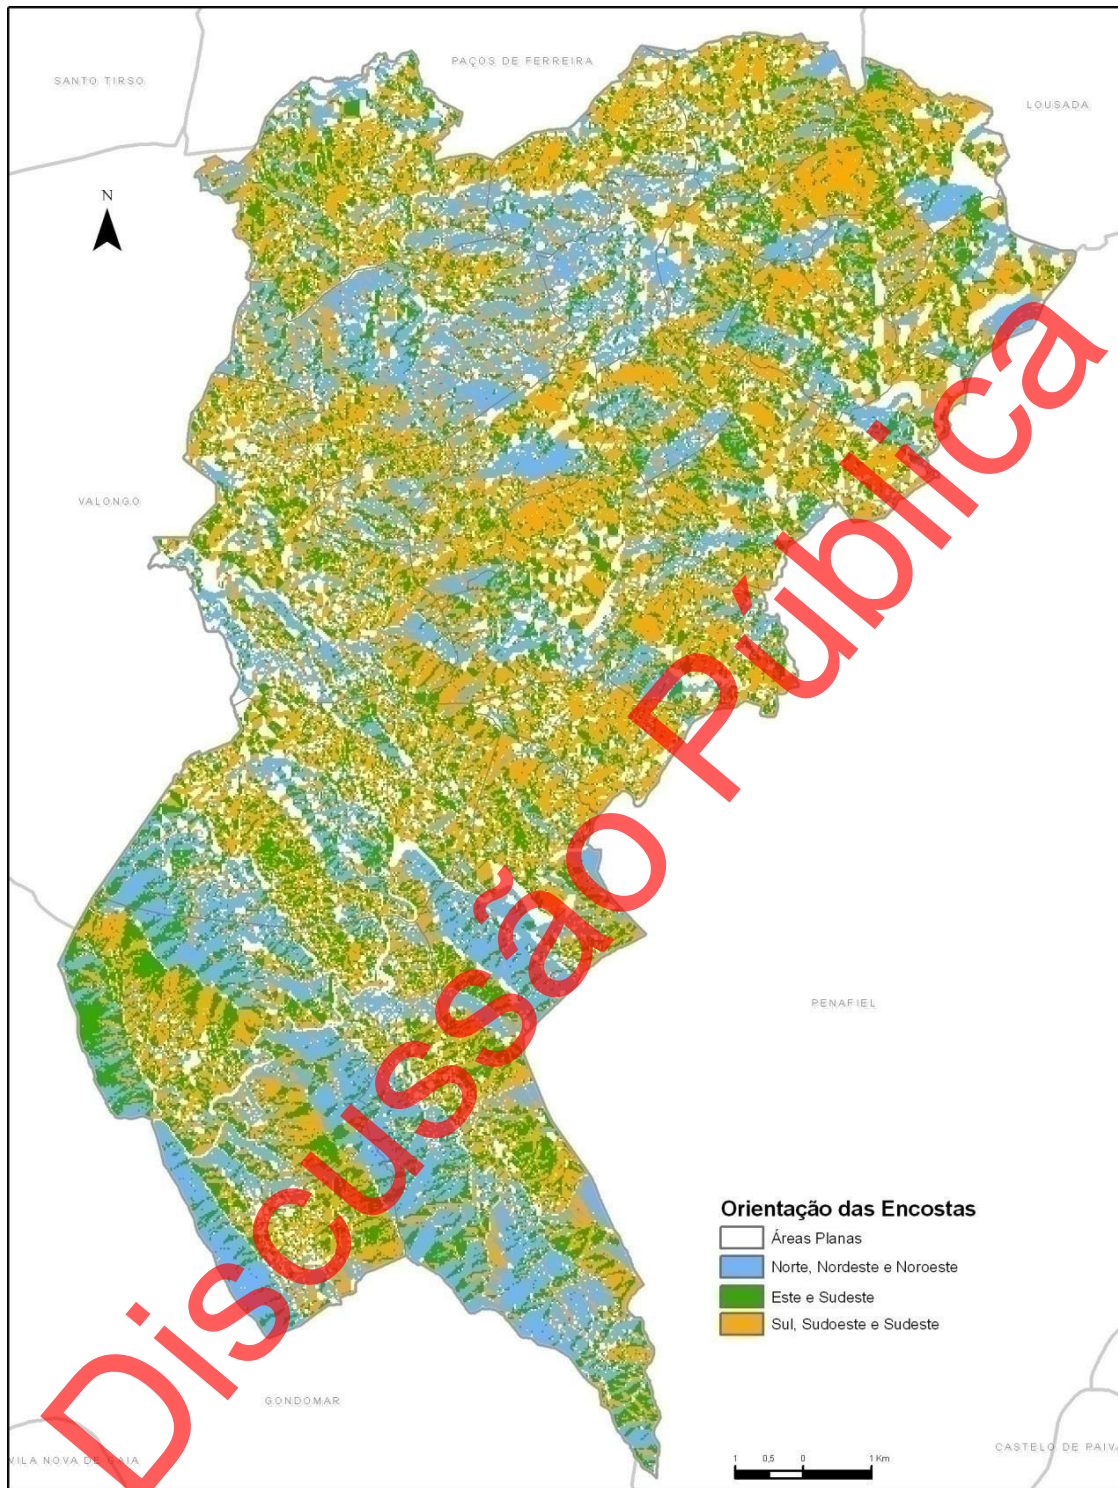 PAÇOS DE FERREIRA
SANTO TIRSO
LOUSADA
N
VALONGO
Discussão Pública
PENAFIEL
Orientação das Encostas
Áreas Planas
Norte, Nordeste e Noroeste
Este e Sudeste
Sul, Sudoeste e Sudeste
GONDOMAR
VILA NOVA DE GAIA
CASTELO DE PAIVA
1 0,5 0 1 Km